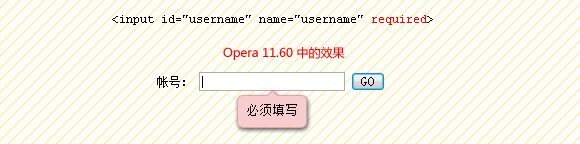 <input id="username" name="username" required>
Opera 11.60 中的效果
帐号： GO
必须填写